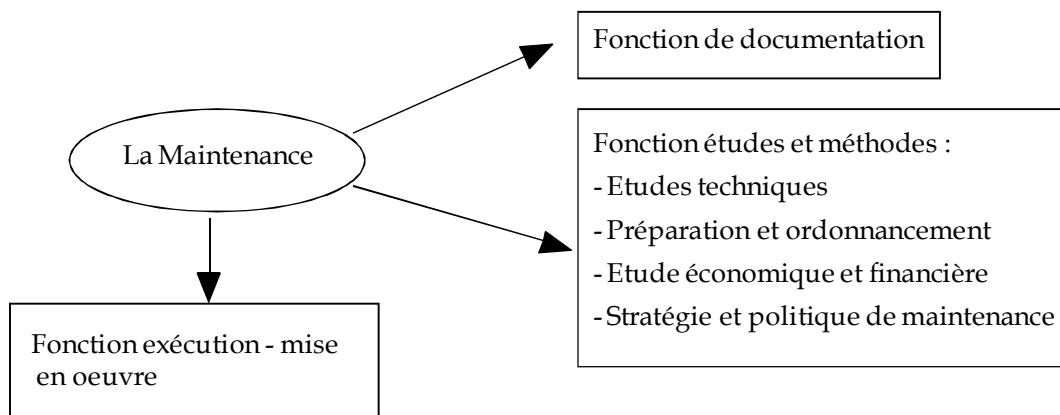 Fonction de documentation
La Maintenance
Fonction études et méthodes :
- Etudes techniques
- Préparation et ordonnancement
- Etude économique et financière
- Stratégie et politique de maintenance
Fonction exécution - mise
en oeuvre